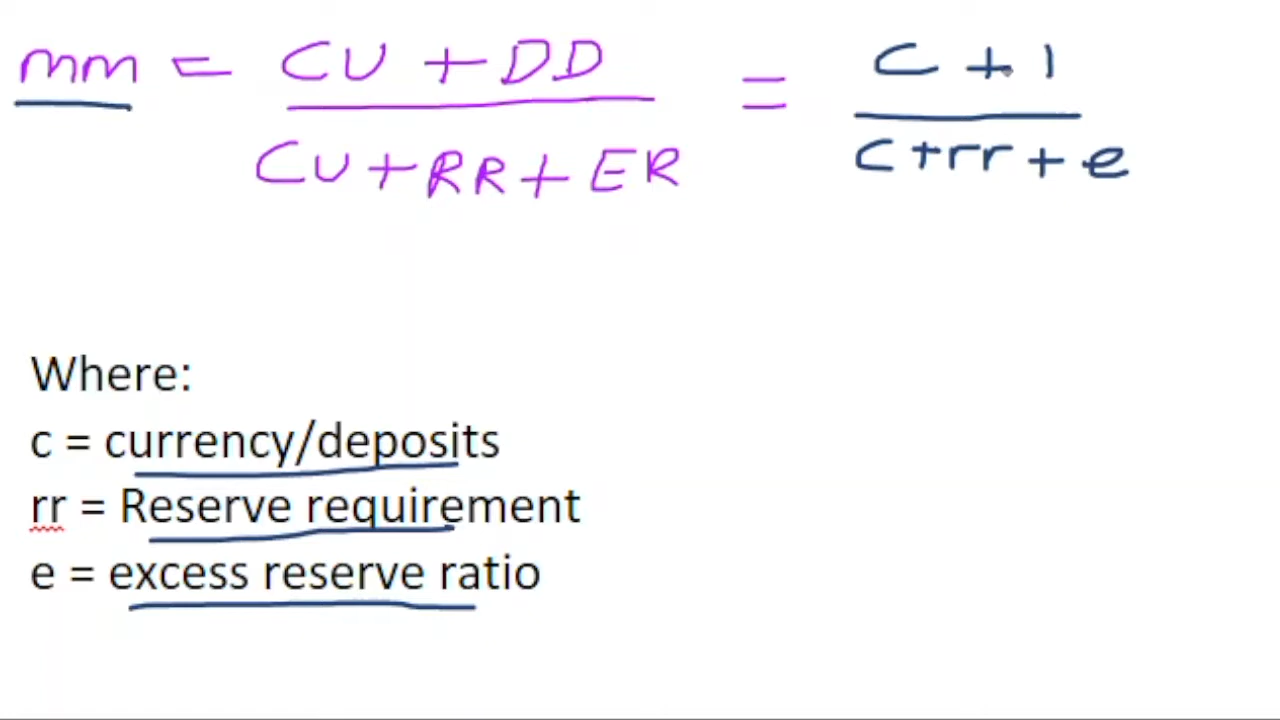 mm = CU + DD / CU + RR + ER = c + 1 / c + rr + e
Where:
c = currency/deposits
rr = Reserve requirement
e = excess reserve ratio